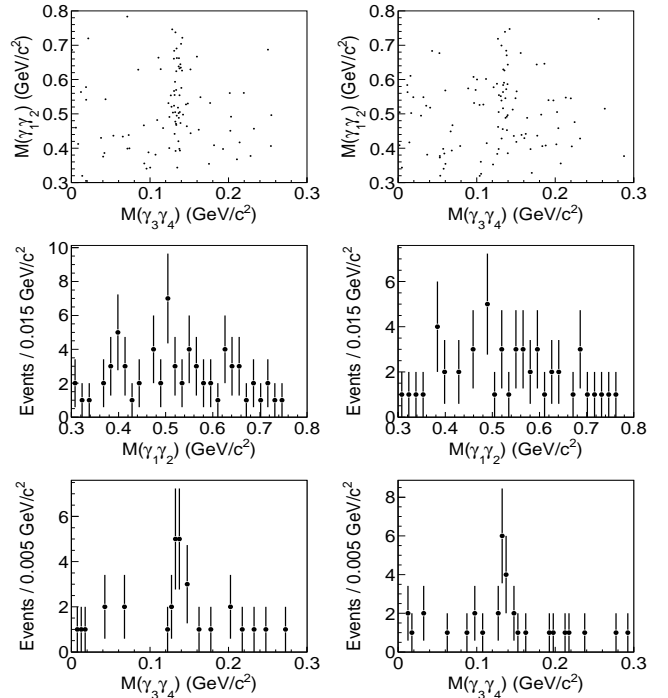 0.8
0.7
0.6
0.5
0.4
0.3
0 0.1 0.2 0.3
M(γ1γ2) (GeV/c²)
M(γ3γ4) (GeV/c²)
0.8
0.7
0.6
0.5
0.4
0.3
0 0.1 0.2 0.3
M(γ1γ2) (GeV/c²)
M(γ3γ4) (GeV/c²)
10
8
6
4
2
0
0.3 0.4 0.5 0.6 0.7 0.8
Events / 0.015 GeV/c²
M(γ1γ2) (GeV/c²)
6
4
2
0
0.3 0.4 0.5 0.6 0.7 0.8
Events / 0.015 GeV/c²
M(γ1γ2) (GeV/c²)
6
4
2
0
0 0.1 0.2 0.3
Events / 0.005 GeV/c²
M(γ3γ4) (GeV/c²)
8
6
4
2
0
0 0.1 0.2 0.3
Events / 0.005 GeV/c²
M(γ3γ4) (GeV/c²)